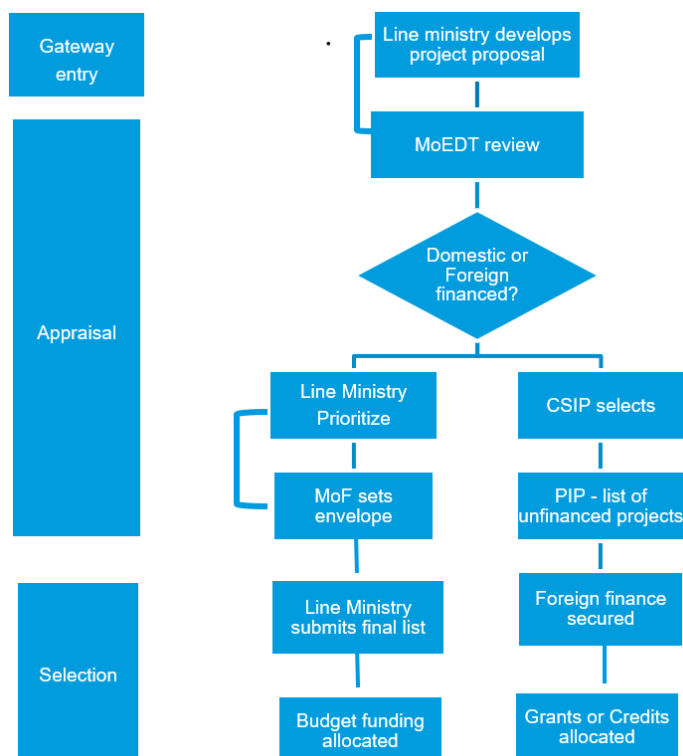 Gateway
entry
Line ministry develops
project proposal
MoEDT review
Appraisal
Domestic or
Foreign
financed?
Line Ministry
Prioritize
CSIP selects
MoF sets
envelope
PIP - list of
unfinanced projects
Selection
Line Ministry
submits final list
Foreign finance
secured
Budget funding
allocated
Grants or Credits
allocated